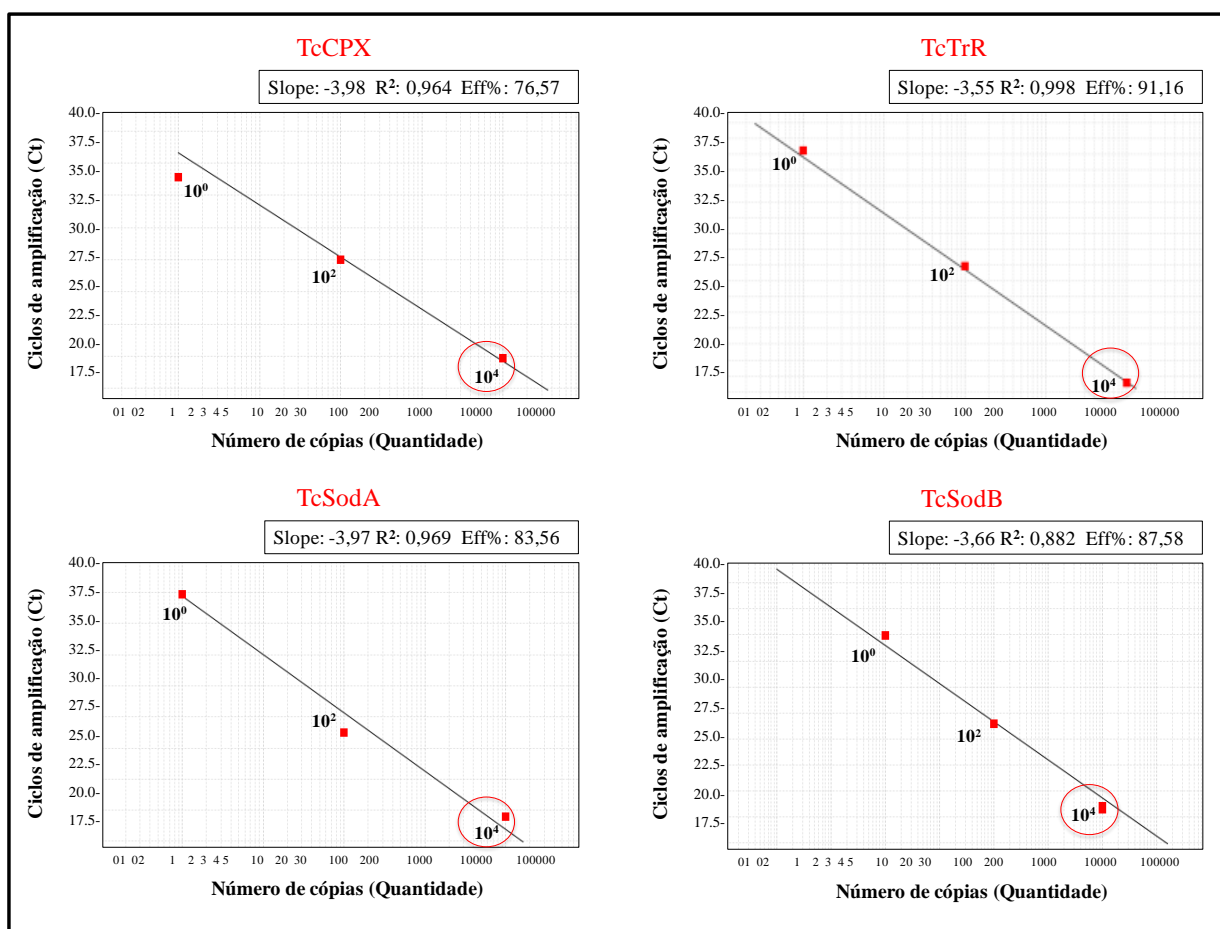 TcCPX
Slope: -3,98 R²: 0,964 Eff%: 76,57
Ciclos de amplificação (Ct)
40.0-
37.5-
35.0-
32.5-
30.0-
27.5-
25.0-
22.5-
20.0-
17.5-
10⁰
10²
10⁴
01 02 1 2 3 4 5 10 20 30 100 200 1000 10000 100000
Número de cópias (Quantidade)
TcTrR
Slope: -3,55 R²: 0,998 Eff%: 91,16
Ciclos de amplificação (Ct)
40.0-
37.5-
35.0-
32.5-
30.0-
27.5-
25.0-
22.5-
20.0-
17.5-
10⁰
10²
10⁴
01 02 1 2 3 4 5 10 20 30 100 200 1000 10000 100000
Número de cópias (Quantidade)
TcSodA
Slope: -3,97 R²: 0,969 Eff%: 83,56
Ciclos de amplificação (Ct)
40.0-
37.5-
35.0-
32.5-
30.0-
27.5-
25.0-
22.5-
20.0-
17.5-
10⁰
10²
10⁴
01 02 1 2 3 4 5 10 20 30 100 200 1000 10000 100000
Número de cópias (Quantidade)
TcSodB
Slope: -3,66 R²: 0,882 Eff%: 87,58
Ciclos de amplificação (Ct)
40.0-
37.5-
35.0-
32.5-
30.0-
27.5-
25.0-
22.5-
20.0-
17.5-
10⁰
10²
10⁴
01 02 1 2 3 4 5 10 20 30 100 200 1000 10000 100000
Número de cópias (Quantidade)